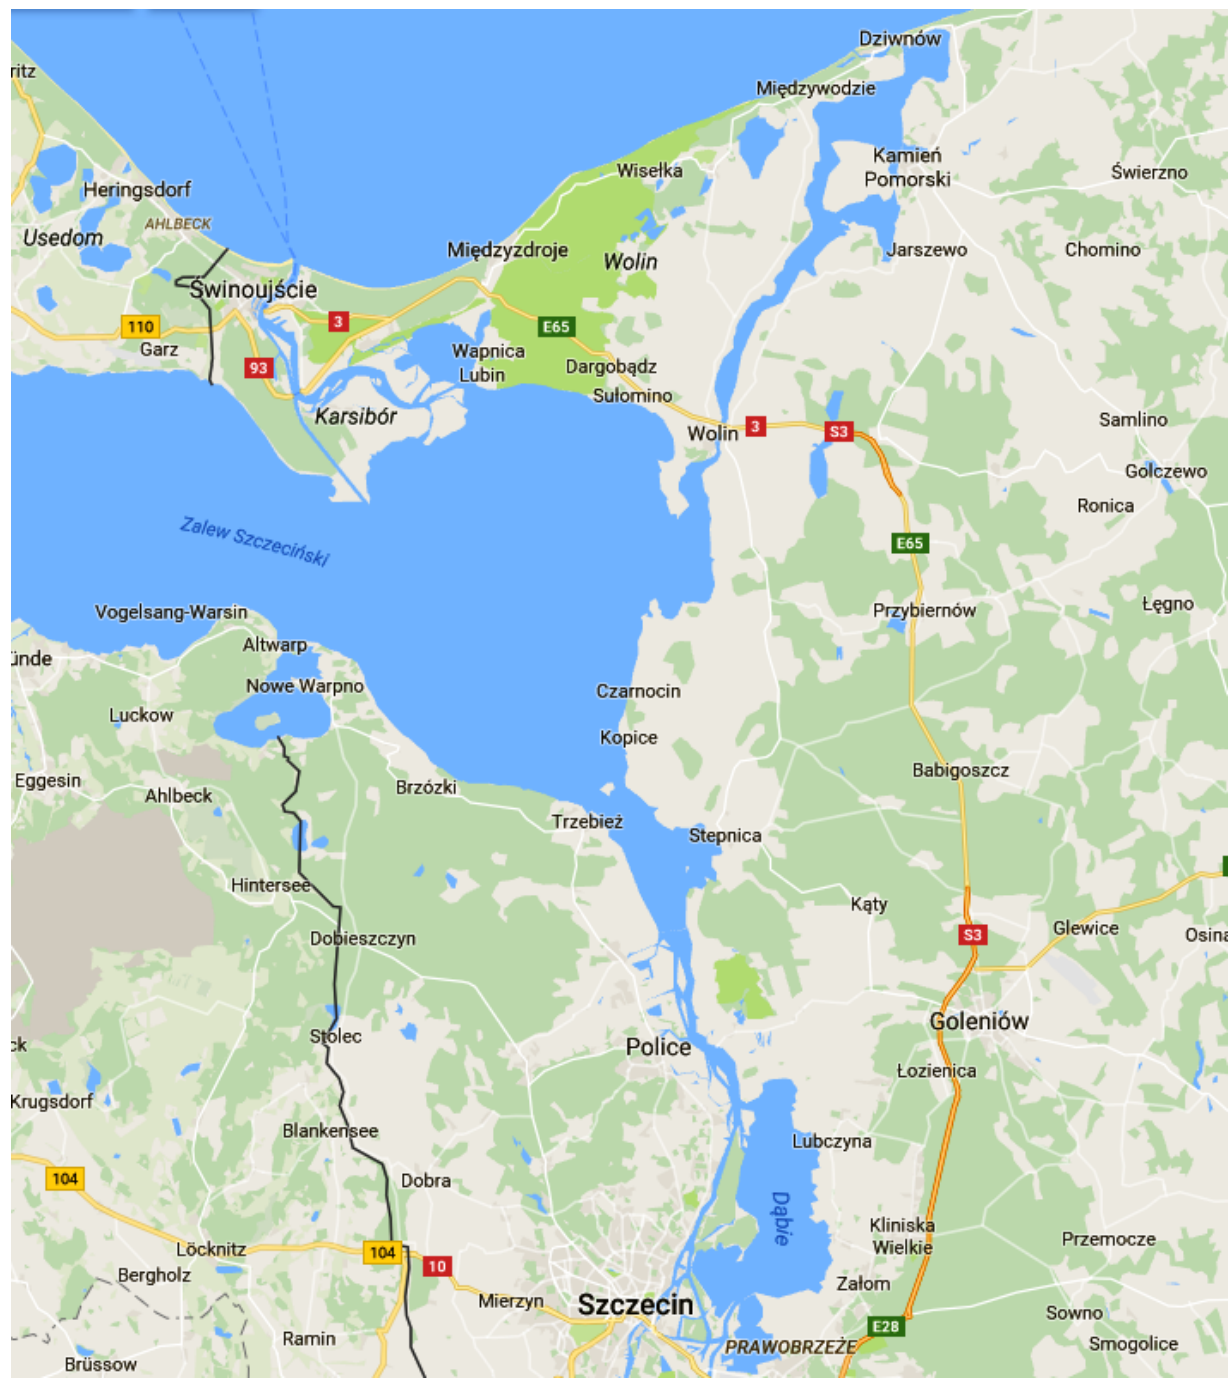 Dziwnów
ritz
Międzywodzie
Kamień
Pomorski
Wisełka
Świerzno
Heringsdorf
AHLBECK
Usedom
Międzyzdroje
Wolin
Jarszewo
Chomino
Świnoujście
110
3
E65
Garz
93
Wapnica
Lubin
Dargobądz
Sułomino
Karsibór
Wolin
3
S3
Samlino
Golczewo
Ronica
Zalew Szczeciński
E65
Vogelsang-Warsin
Przybiernów
Łęgno
Altwarp
ünde
Nowe Warpno
Czarnocin
Luckow
Kopice
Eggesin
Ahlbeck
Brzózki
Babigoszcz
Trzebież
Stepnica
Hintersee
Kąty
Dobieszczyn
S3
Glewice
Osina
Goleniów
Stolec
Police
ck
Łozienica
Krugsdorf
Blankensee
Lubczyna
104
Dobra
Dąbie
Kliniska
Wielkie
Löcknitz
104
10
Przemocze
Bergholz
Załom
Mierzyn
Szczecin
Sowno
E28
Ramin
PRAWOBRZEŻE
Smogolice
Brüssow